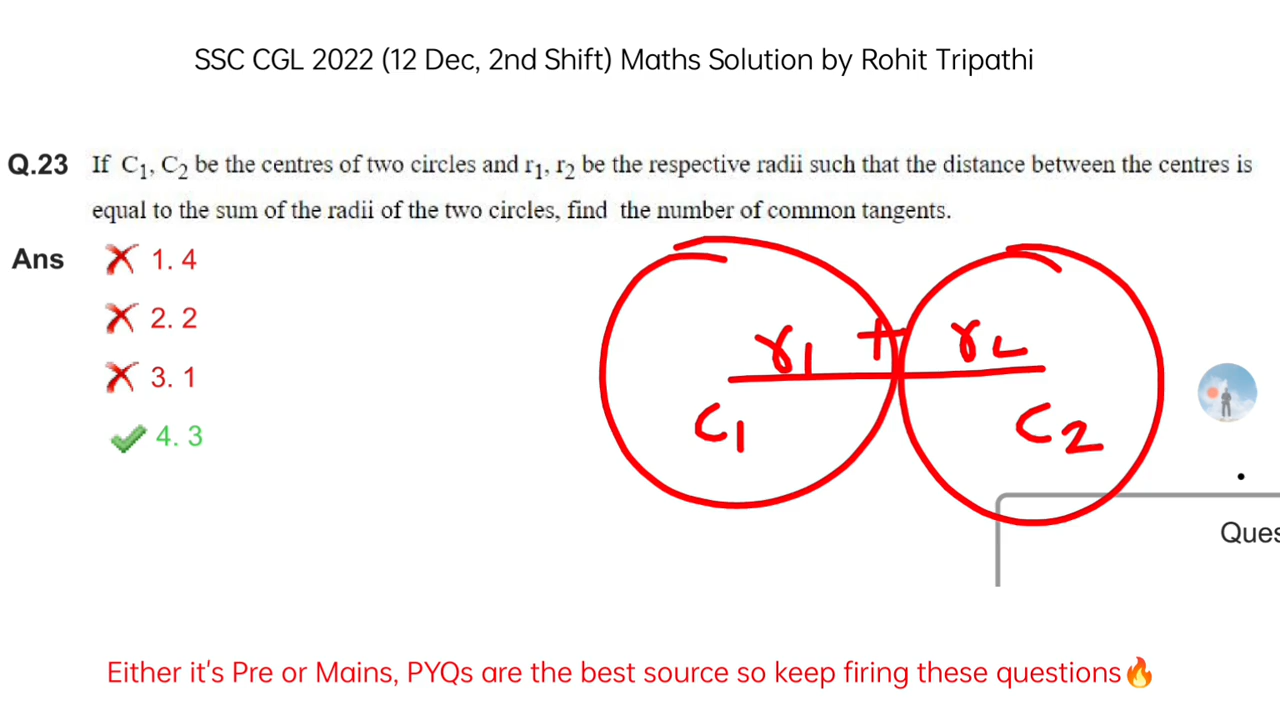 SSC CGL 2022 (12 Dec, 2nd Shift) Maths Solution by Rohit Tripathi
Q.23 If C₁, C₂ be the centres of two circles and r₁, r₂ be the respective radii such that the distance between the centres is
equal to the sum of the radii of the two circles, find the number of common tangents.
Ans 1. 4
2. 2
3. 1
4. 3
r₁ + r₂
C₁ C₂
Ques
Either it's Pre or Mains, PYQs are the best source so keep firing these questions🔥